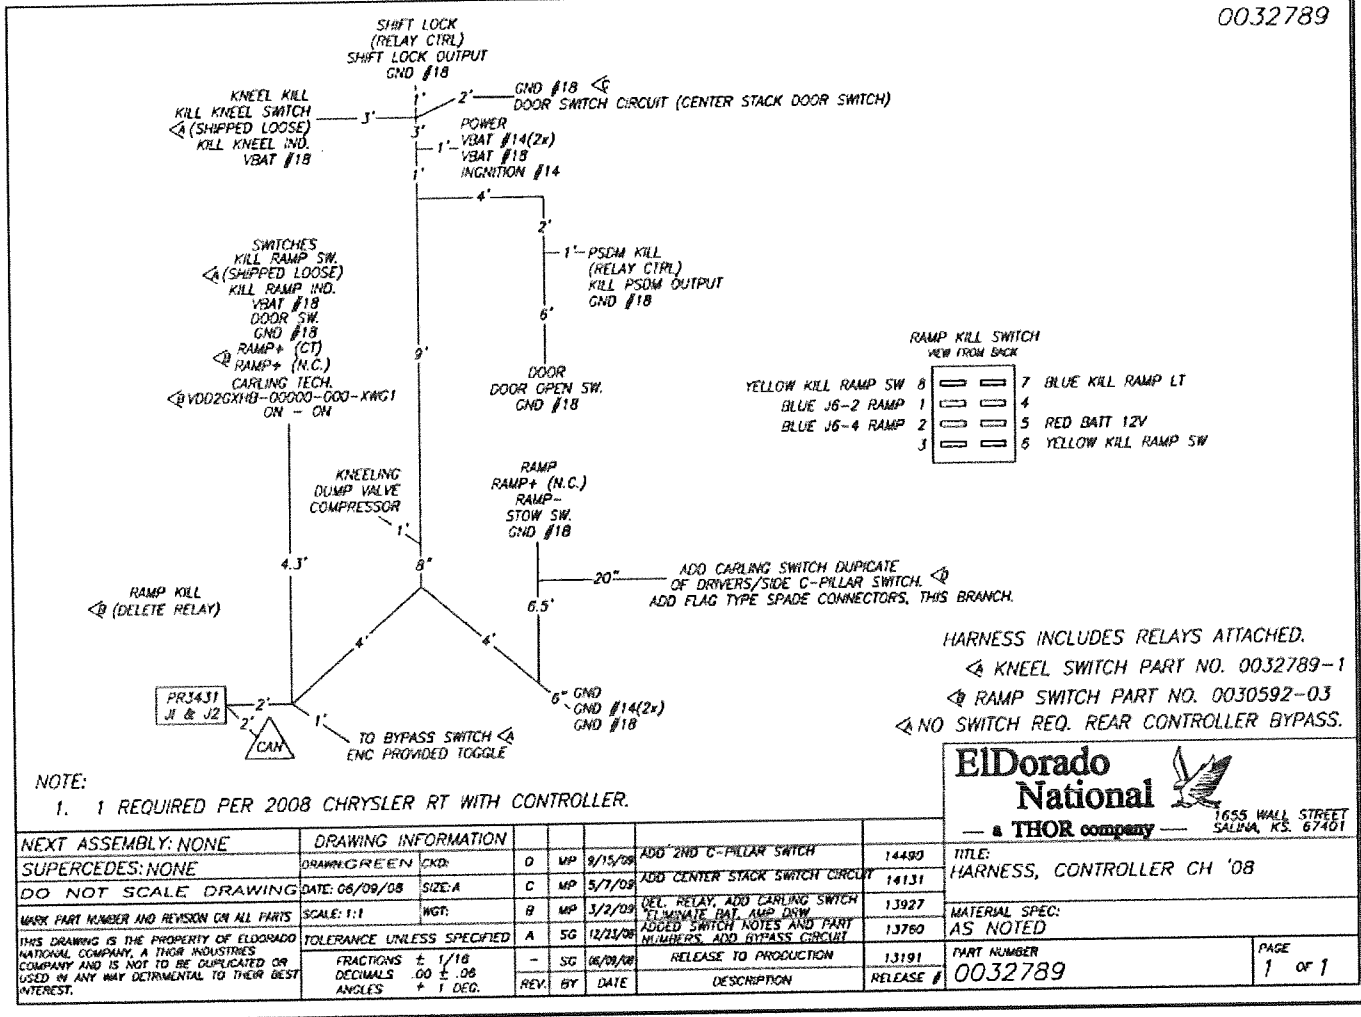 0032789
SHIFT LOCK
(RELAY CTRL)
SHIFT LOCK OUTPUT
GND #18
KNEEL KILL
KILL KNEEL SWITCH
A (SHIPPED LOOSE)
KILL KNEEL IND.
VBAT #18
3'
1'
2'
GND #18 C
DOOR SWITCH CIRCUIT (CENTER STACK DOOR SWITCH)
3'
1'
POWER
VBAT #14(2x)
VBAT #18
INGNITION #14
1'
4'
2'
1'
PSDM KILL
(RELAY CTRL)
KILL PSDM OUTPUT
GND #18
6'
DOOR
DOOR OPEN SW.
GND #18
SWITCHES
KILL RAMP SW.
A (SHIPPED LOOSE)
KILL RAMP IND.
VBAT #18
DOOR SW.
GND #18
B RAMP+ (CT)
RAMP+ (N.C.)
CARLING TECH.
B VDD2GXHB-00000-000-XWG1
ON - ON
9'
RAMP KILL SWITCH
VIEW FROM BACK
YELLOW KILL RAMP SW 8
7 BLUE KILL RAMP LT
BLUE J6-2 RAMP 1
4
BLUE J6-4 RAMP 2
5 RED BATT 12V
3
6 YELLOW KILL RAMP SW
KNEELING
DUMP VALVE
COMPRESSOR
1'
8"
RAMP
RAMP+ (N.C.)
RAMP-
STOW SW.
GND #18
4.3'
20"
ADD CARLING SWITCH DUPICATE
OF DRIVERS/SIDE C-PILLAR SWITCH. D
ADD FLAG TYPE SPADE CONNECTORS, THIS BRANCH.
6.5'
RAMP KILL
B (DELETE RELAY)
4'
4'
6"
GND
GND #14(2x)
GND #18
PR3431
J1 & J2
2'
2'
CAN
1'
TO BYPASS SWITCH A
ENC PROVIDED TOGGLE
HARNESS INCLUDES RELAYS ATTACHED.
A KNEEL SWITCH PART NO. 0032789-1
B RAMP SWITCH PART NO. 0030592-03
A NO SWITCH REQ. REAR CONTROLLER BYPASS.
NOTE:
1. 1 REQUIRED PER 2008 CHRYSLER RT WITH CONTROLLER.
ElDorado
National
a THOR company
1655 WALL STREET
SALINA, KS. 67401
NEXT ASSEMBLY: NONE
SUPERCEDES: NONE
DO NOT SCALE DRAWING
MARK PART NUMBER AND REVISION ON ALL PARTS
THIS DRAWING IS THE PROPERTY OF ELDORADO
NATIONAL COMPANY, A THOR INDUSTRIES
COMPANY AND IS NOT TO BE DUPLICATED OR
USED IN ANY WAY DETRIMENTAL TO THEIR BEST
INTEREST.
DRAWING INFORMATION
DRAWN: GREEN CKD:
DATE: 06/09/08 SIZE: A
SCALE: 1:1 WGT:
TOLERANCE UNLESS SPECIFIED
FRACTIONS ± 1/16
DECIMALS .00 ± .06
ANGLES + 1 DEG.
D MP 9/15/09 ADD 2ND C-PILLAR SWTCH 14490
C MP 5/7/09 ADD CENTER STACK SWITCH CIRCUIT 14131
B MP 3/2/09 DEL. RELAY, ADD CARLING SWTCH
ELIMINATE BAT. AMP DRW 13927
A SG 12/23/08 ADDED SWITCH NOTES AND PART
NUMBERS, ADD BYPASS CIRCUIT 13760
- SG 06/09/08 RELEASE TO PRODUCTION 13191
REV. BY DATE DESCRIPTION RELEASE #
TITLE:
HARNESS, CONTROLLER CH '08
MATERIAL SPEC:
AS NOTED
PART NUMBER
0032789
PAGE
1 OF 1